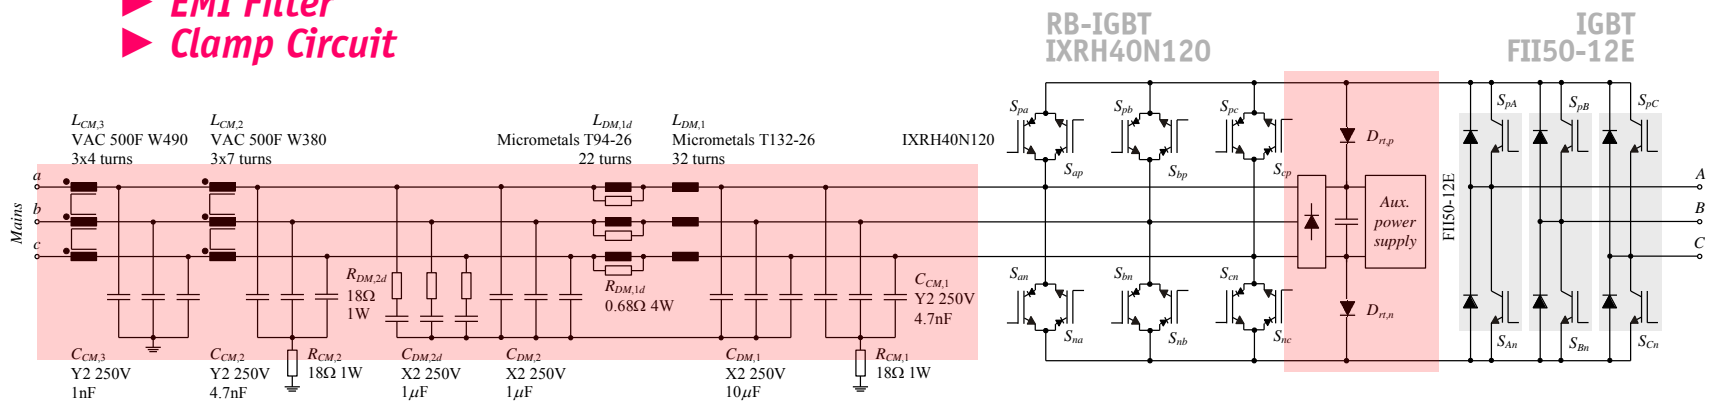 ► EMI Filter
► Clamp Circuit
RB-IGBT
IXRH40N120
IGBT
FII50-12E
L_CM,3
VAC 500F W490
3x4 turns
L_CM,2
VAC 500F W380
3x7 turns
L_DM,1d
Micrometals T94-26
22 turns
L_DM,1
Micrometals T132-26
32 turns
IXRH40N120
S_pa
S_pb
S_pc
S_ap
S_bp
S_cp
S_an
S_bn
S_cn
S_na
S_nb
S_nc
D_rt,p
D_rt,n
Aux.
power
supply
FII50-12E
S_pA
S_pB
S_pC
S_An
S_Bn
S_Cn
A
B
C
Mains
a
b
c
R_DM,2d
18Ω
1W
R_DM,1d
0.68Ω 4W
C_CM,1
Y2 250V
4.7nF
C_CM,3
Y2 250V
1nF
C_CM,2
Y2 250V
4.7nF
R_CM,2
18Ω 1W
C_DM,2d
X2 250V
1μF
C_DM,2
X2 250V
1μF
C_DM,1
X2 250V
10μF
R_CM,1
18Ω 1W